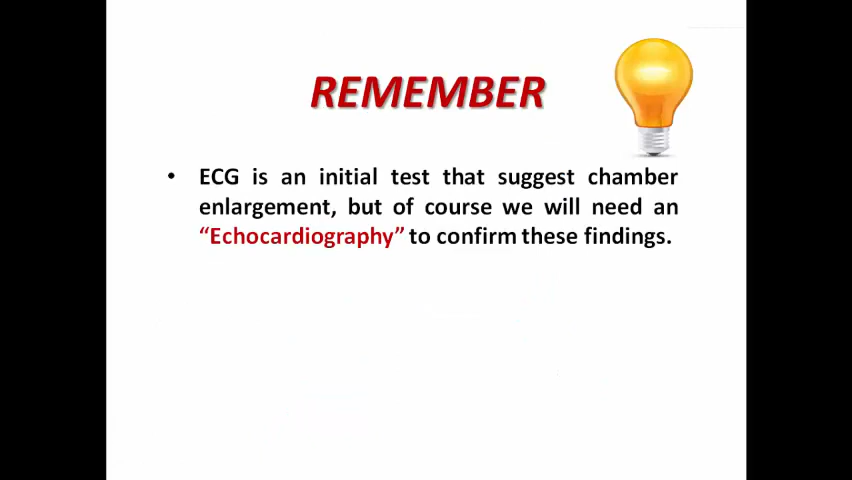 REMEMBER
• ECG is an initial test that suggest chamber
enlargement, but of course we will need an
“Echocardiography” to confirm these findings.